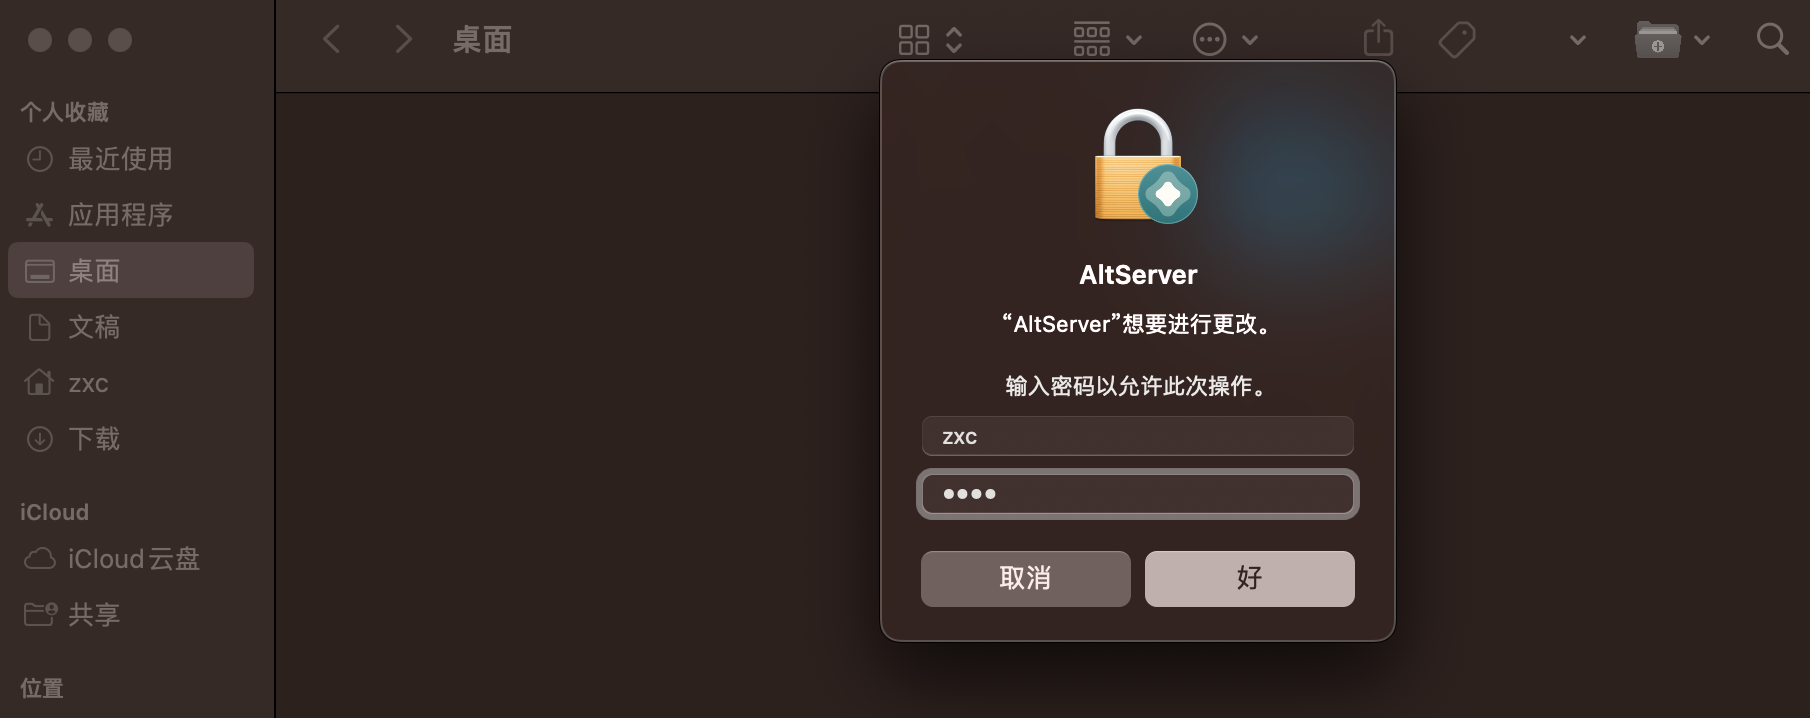 桌面
个人收藏
最近使用
应用程序
桌面
文稿
zxc
下载
iCloud
iCloud云盘
共享
位置
AltServer
“AltServer”想要进行更改。
输入密码以允许此次操作。
zxc
••••
取消
好